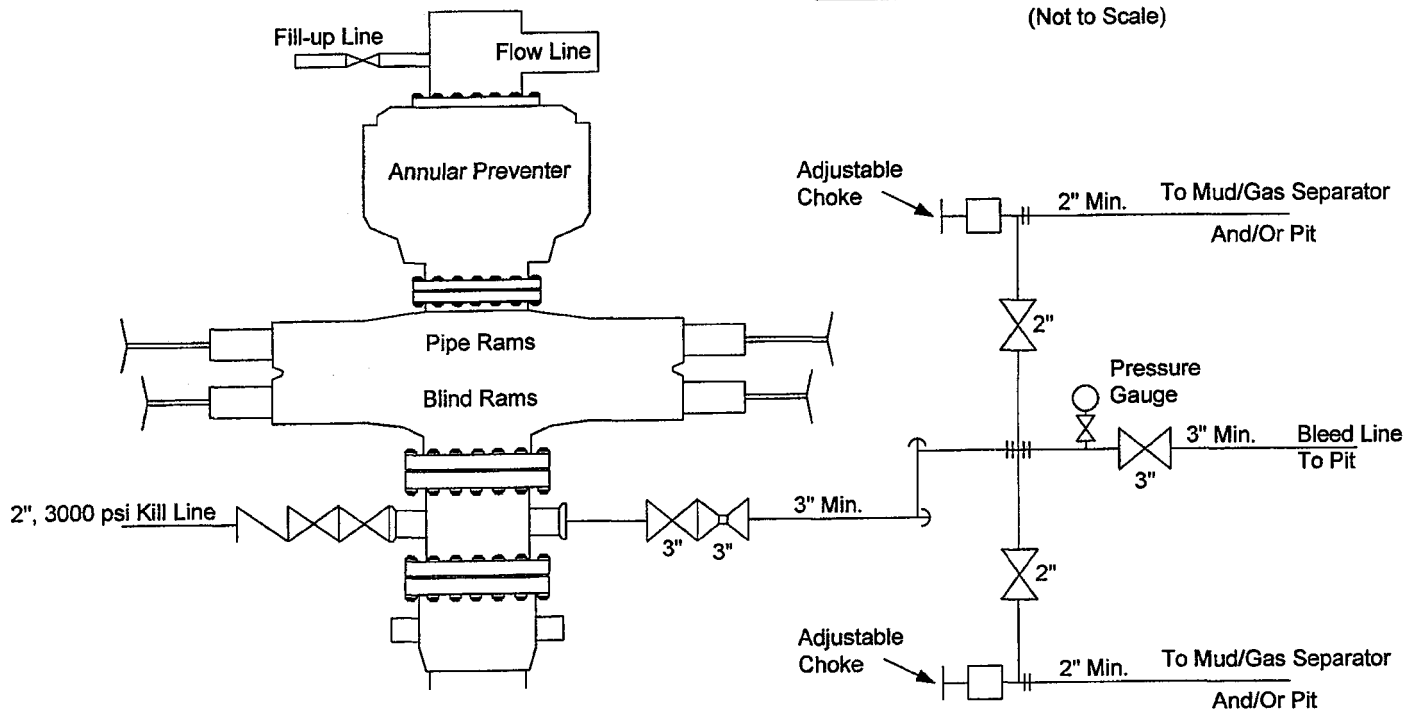 (Not to Scale)
Fill-up Line
Flow Line
Annular Preventer
Adjustable
Choke
2" Min.
To Mud/Gas Separator
And/Or Pit
2"
Pipe Rams
Blind Rams
Pressure
Gauge
3" Min.
Bleed Line
To Pit
3"
2", 3000 psi Kill Line
3"
3"
3" Min.
2"
Adjustable
Choke
2" Min.
To Mud/Gas Separator
And/Or Pit